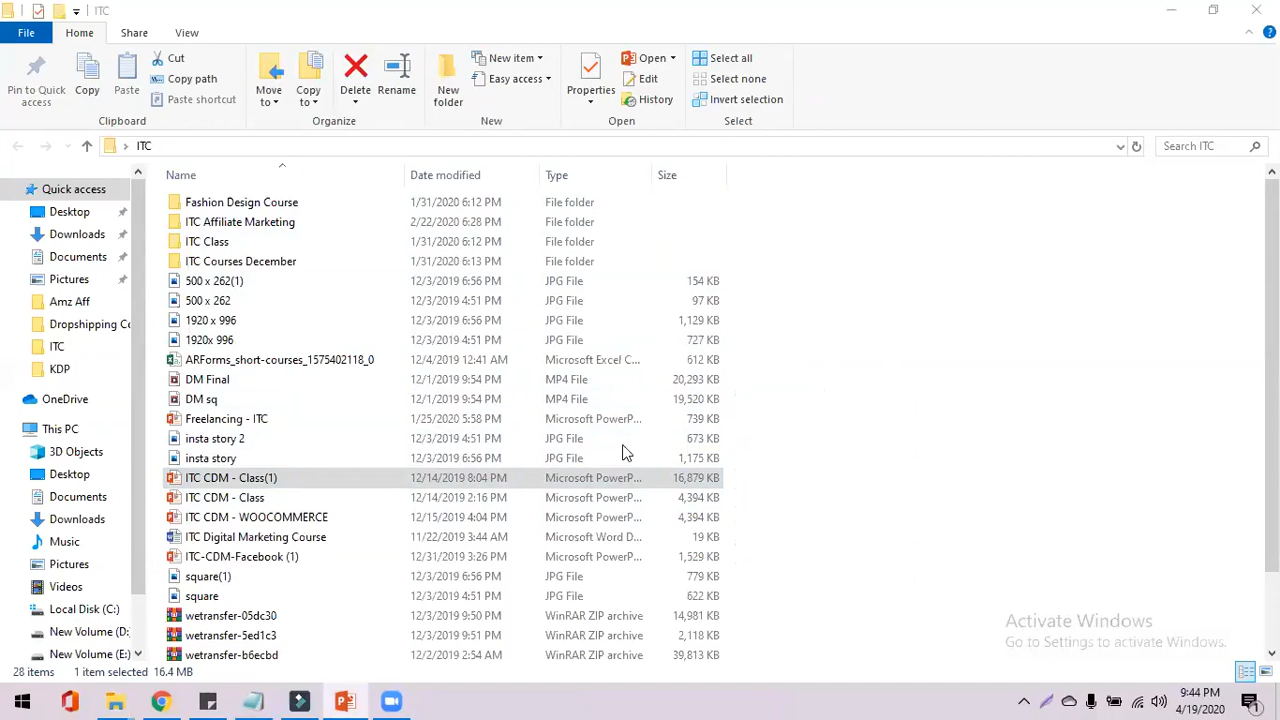 ITC
File Home Share View
Pin to Quick access
Copy
Paste
Cut
Copy path
Paste shortcut
Clipboard
Move to
Copy to
Delete
Rename
Organize
New folder
New item
Easy access
New
Properties
Open
Edit
History
Open
Select all
Select none
Invert selection
Select
ITC
Search ITC
Quick access
Desktop
Downloads
Documents
Pictures
Amz Aff
Dropshipping Co
ITC
KDP
OneDrive
This PC
3D Objects
Desktop
Documents
Downloads
Music
Pictures
Videos
Local Disk (C:)
New Volume (D:
New Volume (E:)
Name Date modified Type Size
Fashion Design Course 1/31/2020 6:12 PM File folder
ITC Affiliate Marketing 2/22/2020 6:28 PM File folder
ITC Class 1/31/2020 6:12 PM File folder
ITC Courses December 1/31/2020 6:13 PM File folder
500 x 262(1) 12/3/2019 6:56 PM JPG File 154 KB
500 x 262 12/3/2019 4:51 PM JPG File 97 KB
1920 x 996 12/3/2019 6:56 PM JPG File 1,129 KB
1920x 996 12/3/2019 4:51 PM JPG File 727 KB
ARForms_short-courses_1575402118_0 12/4/2019 12:41 AM Microsoft Excel C... 612 KB
DM Final 12/1/2019 9:54 PM MP4 File 20,293 KB
DM sq 12/1/2019 9:54 PM MP4 File 19,520 KB
Freelancing - ITC 1/25/2020 5:58 PM Microsoft PowerP... 739 KB
insta story 2 12/3/2019 4:51 PM JPG File 673 KB
insta story 12/3/2019 6:56 PM JPG File 1,175 KB
ITC CDM - Class(1) 12/14/2019 8:04 PM Microsoft PowerP... 16,879 KB
ITC CDM - Class 12/14/2019 2:16 PM Microsoft PowerP... 4,394 KB
ITC CDM - WOOCOMMERCE 12/15/2019 4:04 PM Microsoft PowerP... 4,394 KB
ITC Digital Marketing Course 11/22/2019 3:44 AM Microsoft Word D... 19 KB
ITC-CDM-Facebook (1) 12/31/2019 3:26 PM Microsoft PowerP... 1,529 KB
square(1) 12/3/2019 6:56 PM JPG File 779 KB
square 12/3/2019 4:51 PM JPG File 622 KB
wetransfer-05dc30 12/3/2019 9:50 PM WinRAR ZIP archive 14,981 KB
wetransfer-5ed1c3 12/3/2019 9:51 PM WinRAR ZIP archive 2,118 KB
wetransfer-b6ecbd 12/2/2019 2:54 AM WinRAR ZIP archive 39,813 KB
Activate Windows
Go to Settings to activate Windows.
28 items 1 item selected 16.4 MB
9:44 PM
4/19/2020
1